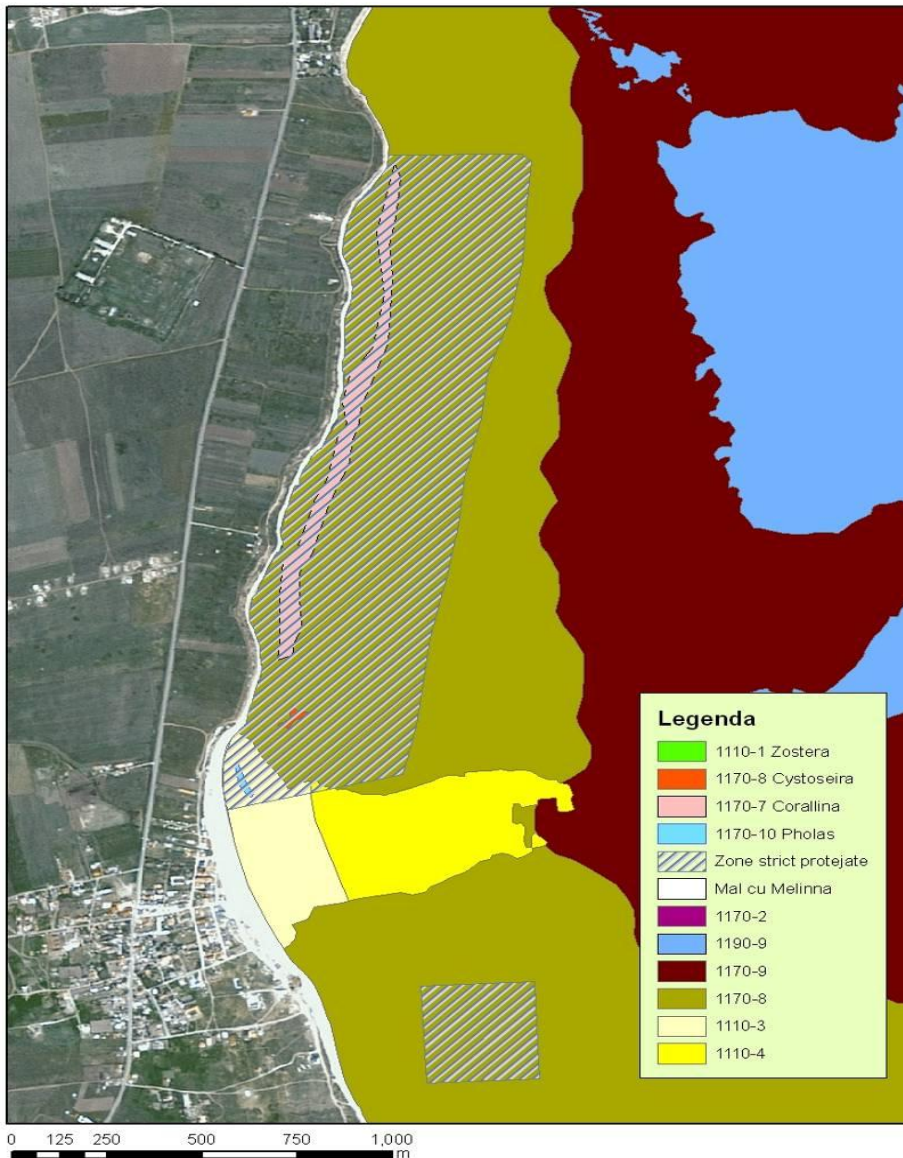 Legenda
1110-1 Zostera
1170-8 Cystoseira
1170-7 Corallina
1170-10 Pholas
Zone strict protejate
Mal cu Melinna
1170-2
1190-9
1170-9
1170-8
1110-3
1110-4
0 125 250 500 750 1,000
m